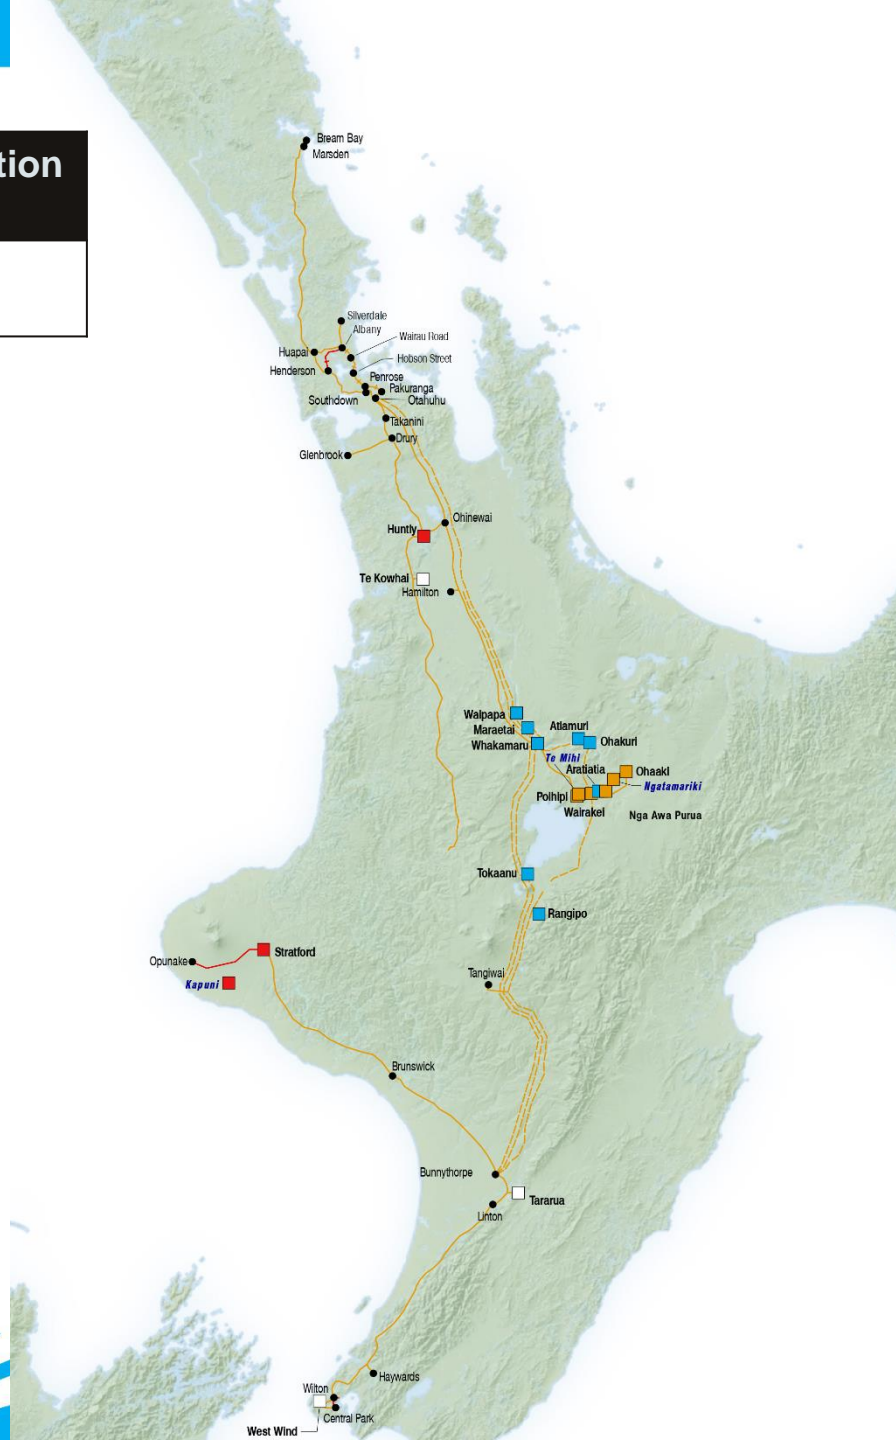 tion
Bream Bay
Marsden
Silverdale
Albany
Wairau Road
Huapai
Hobson Street
Henderson
Penrose
Pakuranga
Southdown
Otahuhu
Takanini
Drury
Glenbrook
Ohinewai
Huntly
Te Kowhai
Hamilton
Waipapa
Maraetai
Atiamuri
Whakamaru
Ohakuri
Te Mihi
Aratiatia
Ohaaki
Ngatamariki
Poihipi
Wairakei
Nga Awa Purua
Tokaanu
Rangipo
Stratford
Opunake
Tangiwai
Kapuni
Brunswick
Bunnythorpe
Tararua
Linton
Haywards
Wilton
Central Park
West Wind